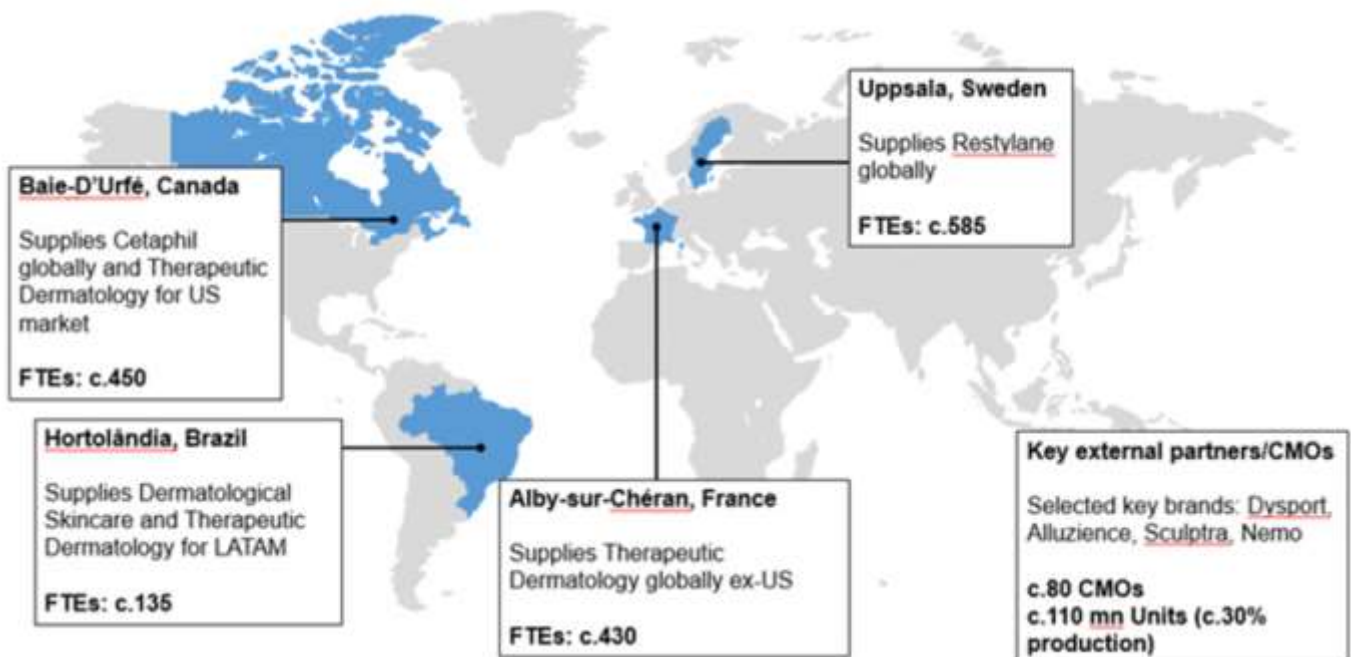 Uppsala, Sweden
Supplies Restylane
globally
FTEs: c.585
Baie-D'Urfé, Canada
Supplies Cetaphil
globally and Therapeutic
Dermatology for US
market
FTEs: c.450
Hortolândia, Brazil
Supplies Dermatological
Skincare and Therapeutic
Dermatology for LATAM
FTEs: c.135
Alby-sur-Chéran, France
Supplies Therapeutic
Dermatology globally ex-US
FTEs: c.430
Key external partners/CMOs
Selected key brands: Dysport,
Alluzience, Sculptra, Nemo
c.80 CMOs
c.110 mn Units (c.30%
production)